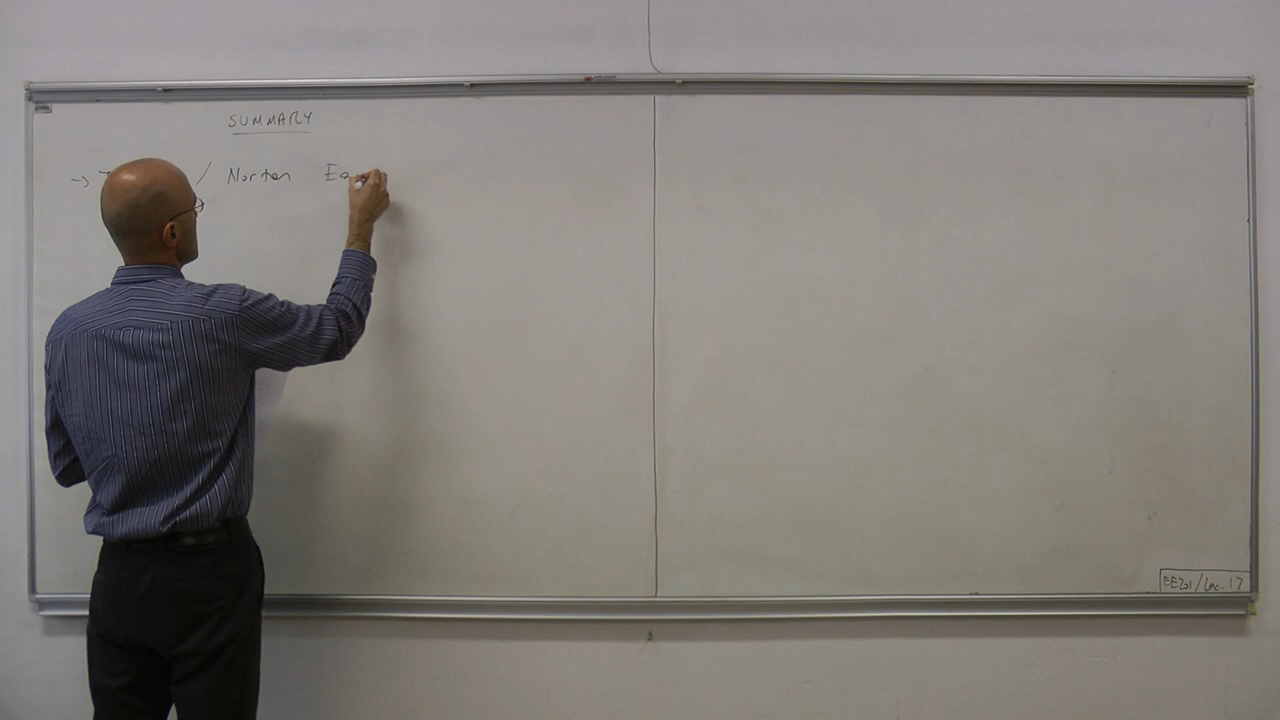 SUMMARY
→ / Norton
EE201/Lec. 17